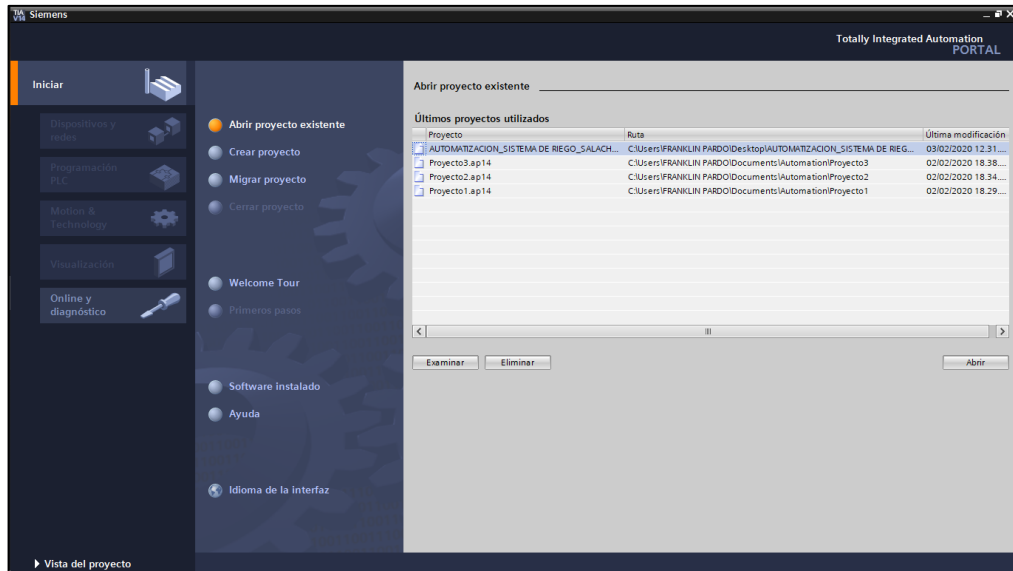 TIA
V14
Siemens
Totally Integrated Automation
PORTAL
Iniciar
Dispositivos y
redes
Programación
PLC
Motion &
Technology
Visualización
Online y
diagnóstico
Vista del proyecto
Abrir proyecto existente
Crear proyecto
Migrar proyecto
Cerrar proyecto
Welcome Tour
Primeros pasos
Software instalado
Ayuda
Idioma de la interfaz
Abrir proyecto existente
Últimos proyectos utilizados
Proyecto Ruta Última modificación
AUTOMATIZACION_SISTEMA DE RIEGO_SALACH... C:\Users\FRANKLIN PARDO\Desktop\AUTOMATIZACION_SISTEMA DE RIEG... 03/02/2020 12.31....
Proyecto3.ap14 C:\Users\FRANKLIN PARDO\Documents\Automation\Proyecto3 02/02/2020 18.38....
Proyecto2.ap14 C:\Users\FRANKLIN PARDO\Documents\Automation\Proyecto2 02/02/2020 18.34....
Proyecto1.ap14 C:\Users\FRANKLIN PARDO\Documents\Automation\Proyecto1 02/02/2020 18.29....
Examinar Eliminar Abrir